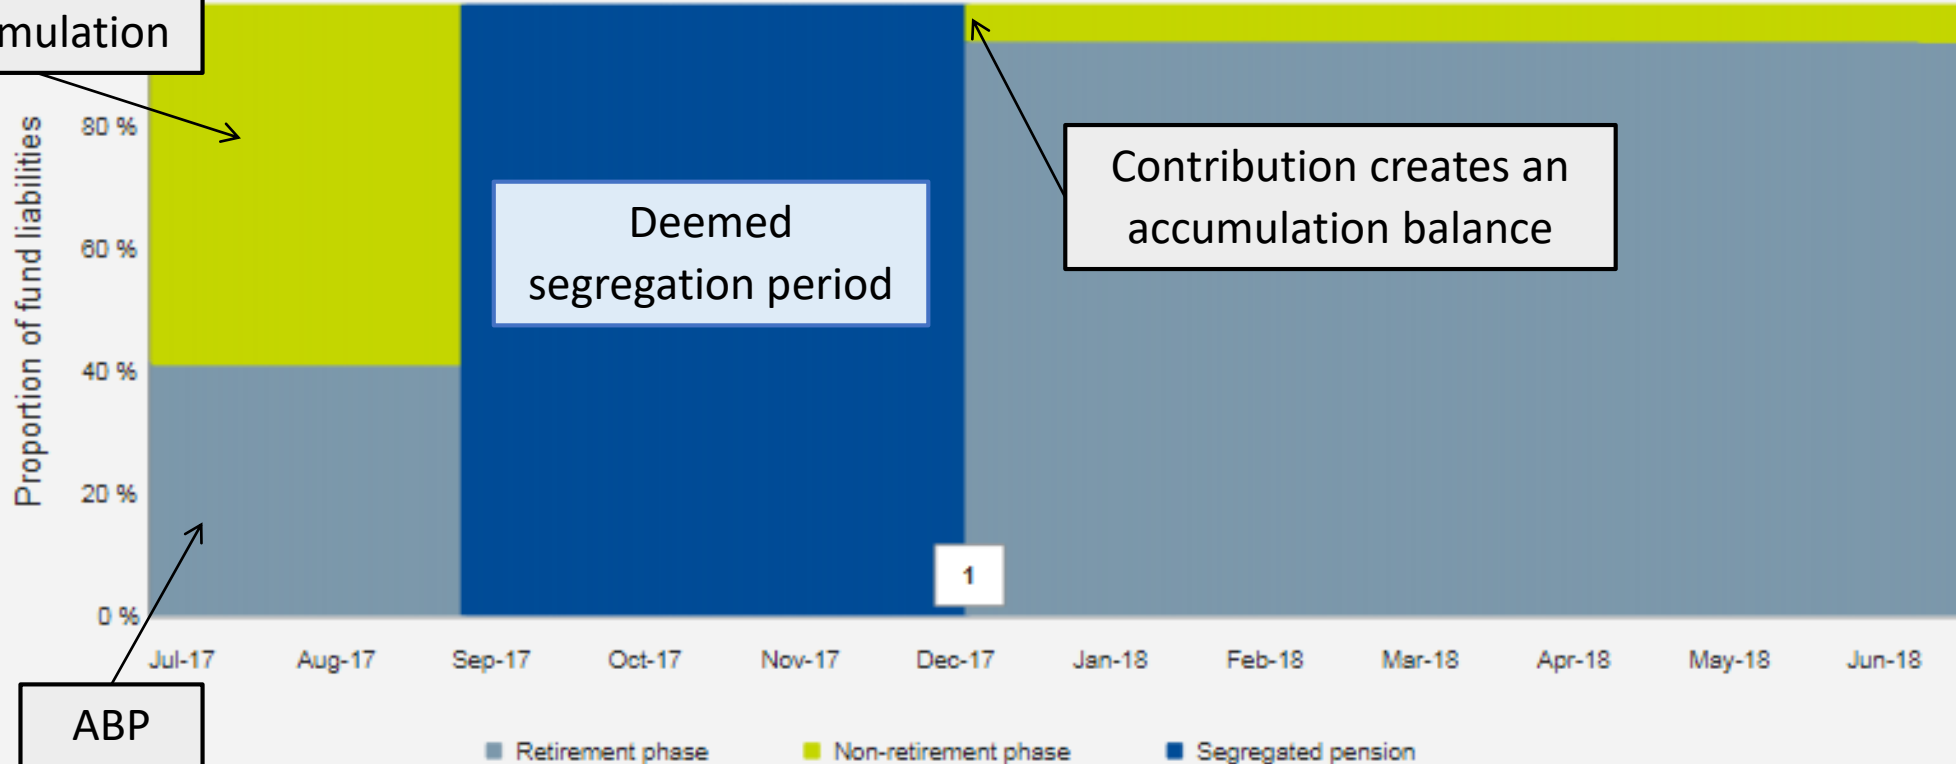 mulation
Proportion of fund liabilities
80 %
60 %
40 %
20 %
0 %
Deemed
segregation period
Contribution creates an
accumulation balance
1
Jul-17 Aug-17 Sep-17 Oct-17 Nov-17 Dec-17 Jan-18 Feb-18 Mar-18 Apr-18 May-18 Jun-18
ABP
Retirement phase Non-retirement phase Segregated pension